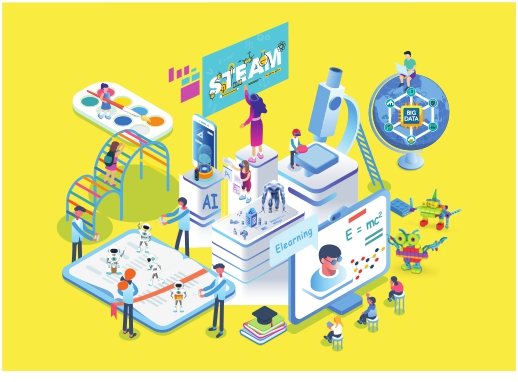 STEAM
BIG
DATA
AI
Elearning
E = mc²